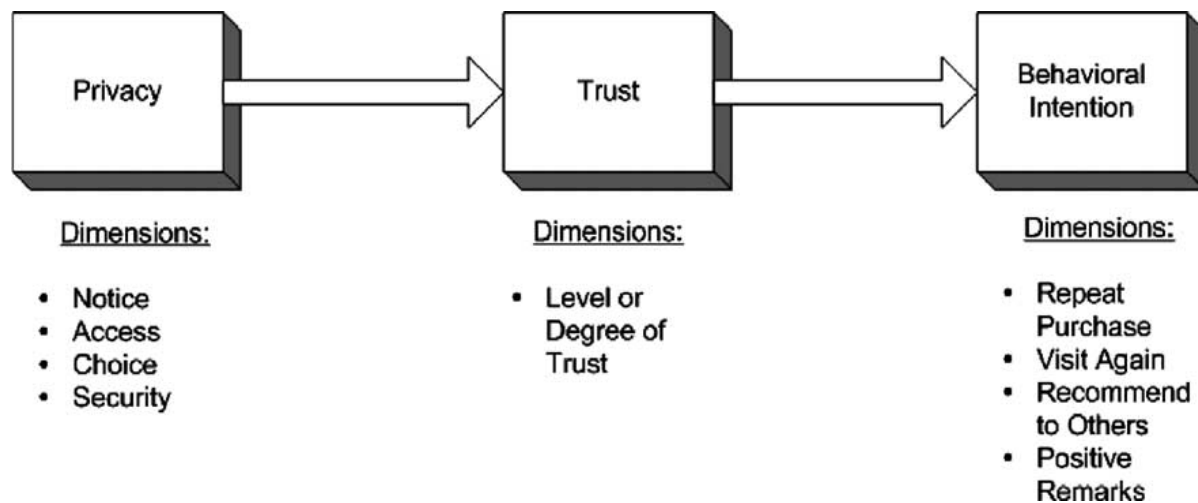 Privacy
Trust
Behavioral
Intention
Dimensions:
• Notice
• Access
• Choice
• Security
Dimensions:
• Level or
Degree of
Trust
Dimensions:
• Repeat
Purchase
• Visit Again
• Recommend
to Others
• Positive
Remarks